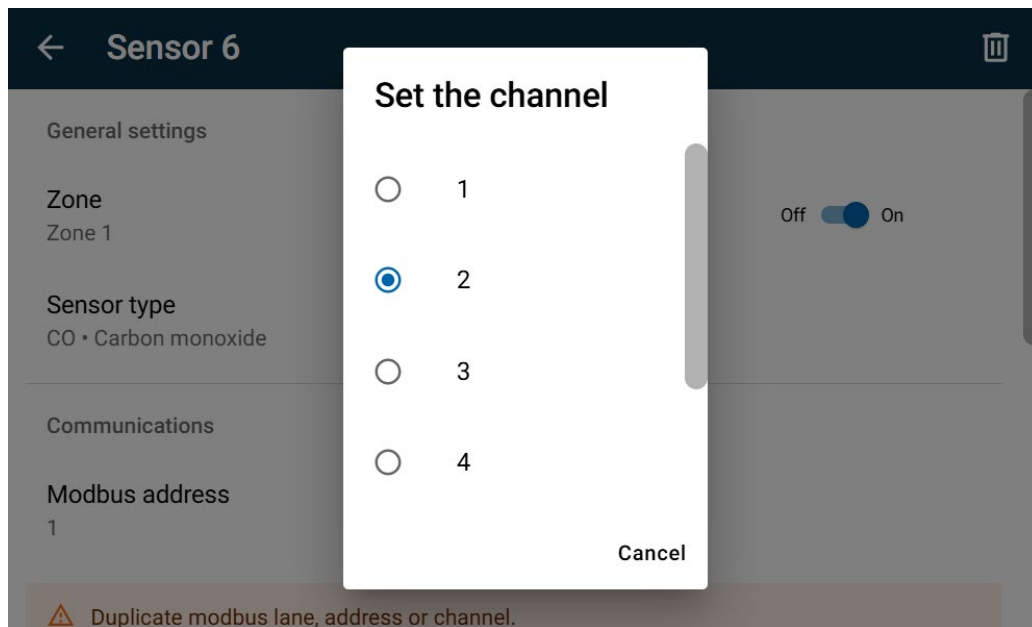 Sensor 6
General settings
Zone
Zone 1
Off On
Sensor type
CO • Carbon monoxide
Communications
Modbus address
1
Duplicate modbus lane, address or channel.
Set the channel
1
2
3
4
Cancel